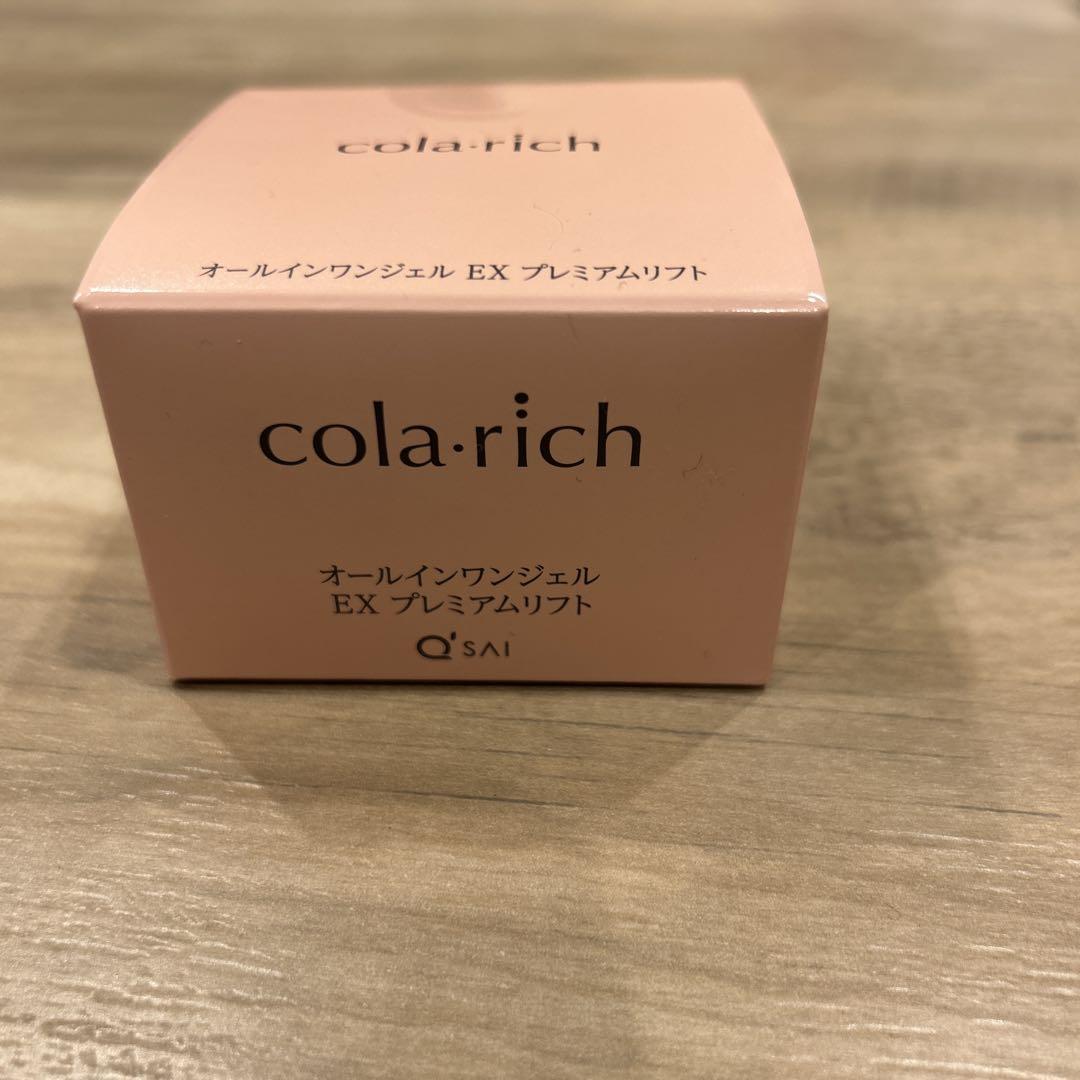 cola·rich
オールインワンジェル EX プレミアムリフト
cola·rich
オールインワンジェル
EX プレミアムリフト
Q'SAI